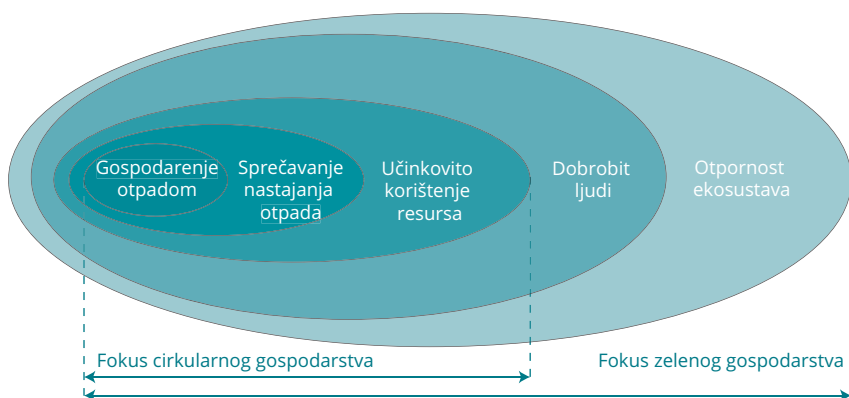 Gospodarenje
otpadom
Sprečavanje
nastajanja
otpada
Učinkovito
korištenje
resursa
Dobrobit
ljudi
Otpornost
ekosustava
Fokus cirkularnog gospodarstva
Fokus zelenog gospodarstva